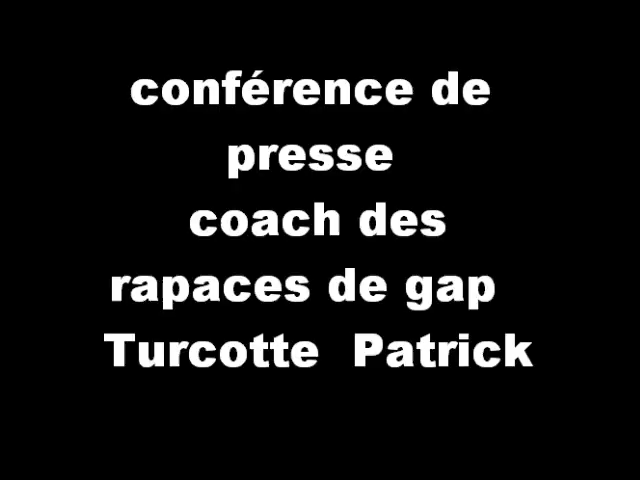 conférence de
presse
coach des
rapaces de gap
Turcotte Patrick